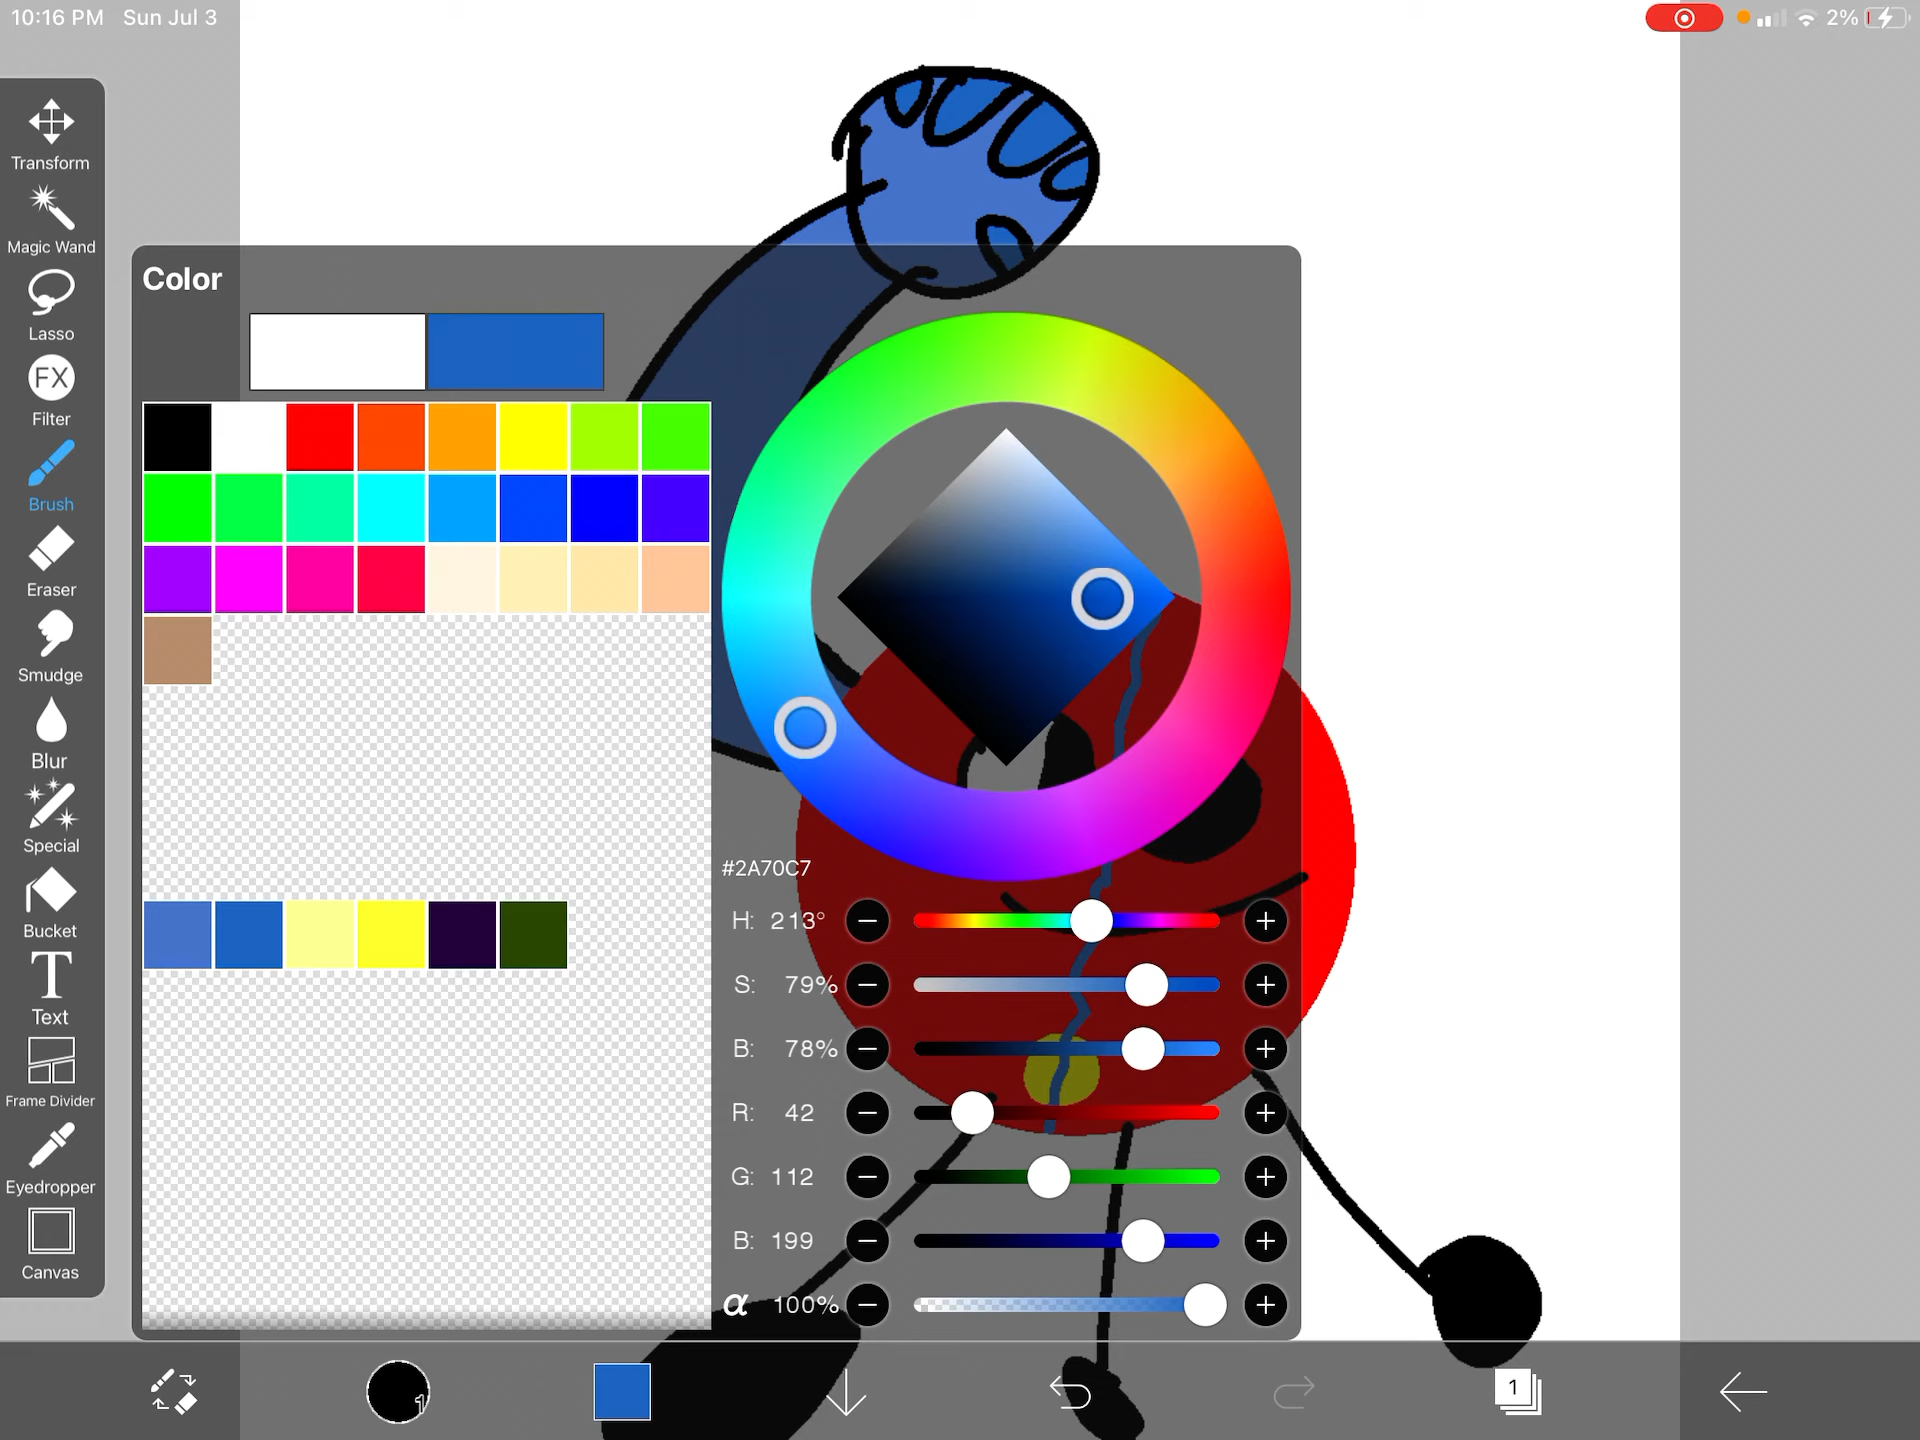 10:16 PM Sun Jul 3
2%
Transform
Magic Wand
Lasso
FX
Filter
Brush
Eraser
Smudge
Blur
Special
Bucket
T
Text
Frame Divider
Eyedropper
Canvas
Color
#2A70C7
H: 213°
S: 79%
B: 78%
R: 42
G: 112
B: 199
α 100%
1
1